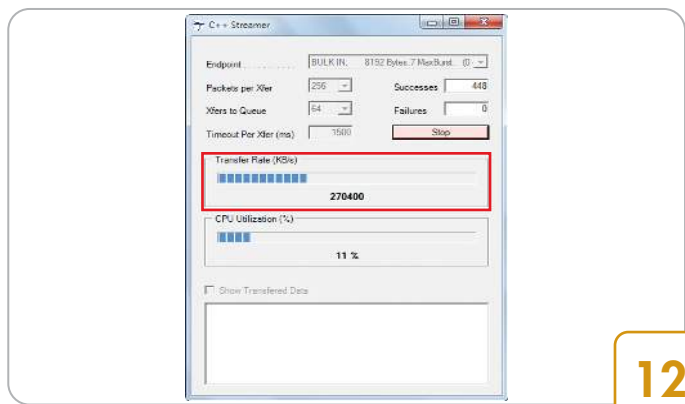 C++ Streamer
Endpoint ........... BULK IN, 8192 Bytes, 7 MaxBurst, (0 -
Packets per Xfer 256 Successes 448
Xfers to Queue 64 Failures 0
Timeout Per Xfer (ms) 1500 Stop
Transfer Rate (KB/s)
270400
CPU Utilization (%)
11 %
Show Transfered Data
12